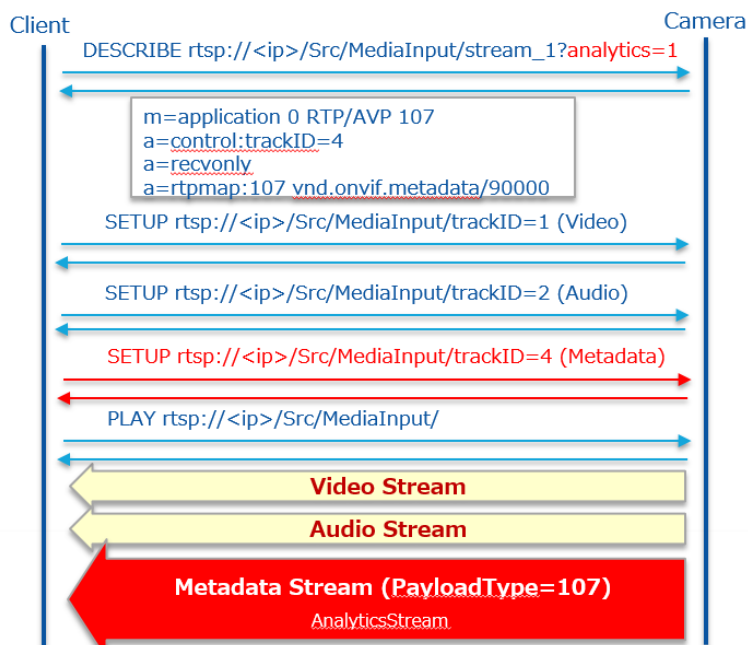 Client
Camera
DESCRIBE rtsp://<ip>/Src/MediaInput/stream_1?analytics=1
m=application 0 RTP/AVP 107
a=control:trackID=4
a=recvonly
a=rtpmap:107 vnd.onvif.metadata/90000
SETUP rtsp://<ip>/Src/MediaInput/trackID=1 (Video)
SETUP rtsp://<ip>/Src/MediaInput/trackID=2 (Audio)
SETUP rtsp://<ip>/Src/MediaInput/trackID=4 (Metadata)
PLAY rtsp://<ip>/Src/MediaInput/
Video Stream
Audio Stream
Metadata Stream (PayloadType=107)
AnalyticsStream